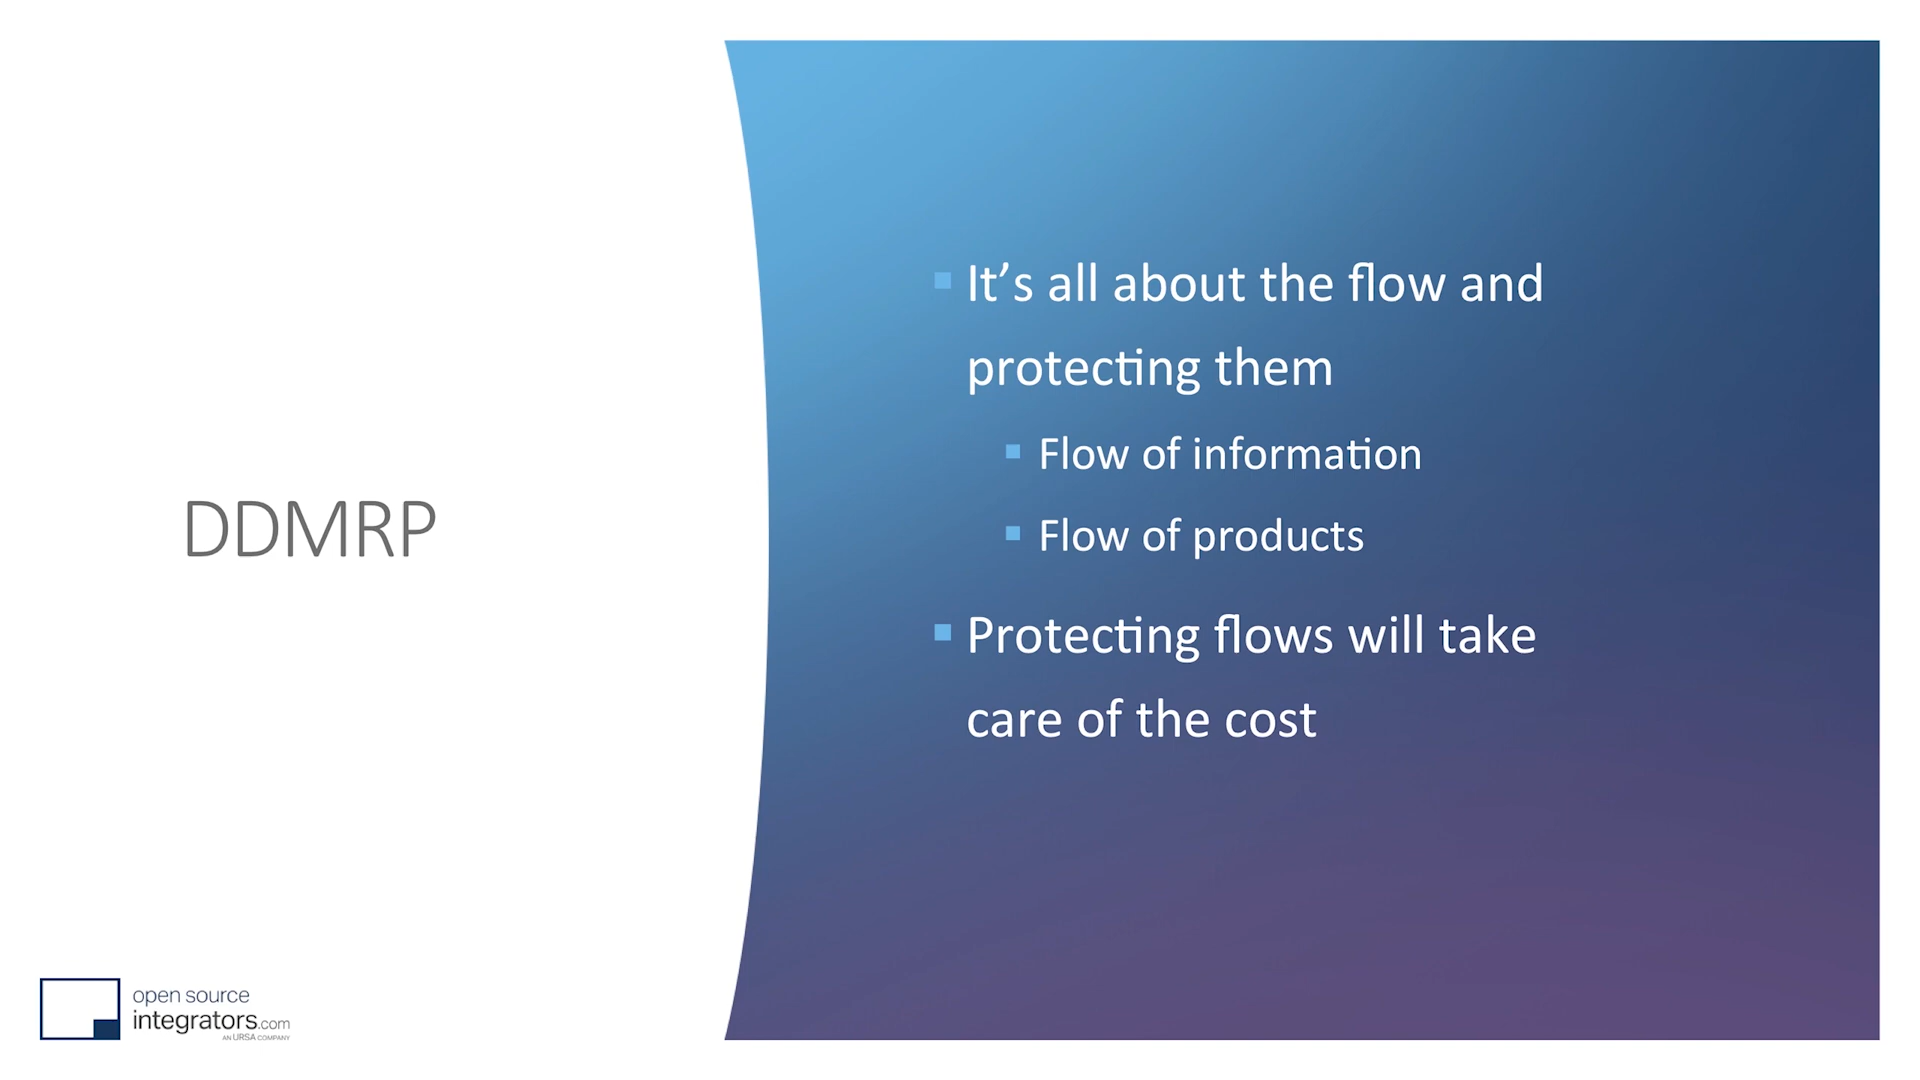 DDMRP
It’s all about the flow and
protecting them
Flow of information
Flow of products
Protecting flows will take
care of the cost
open source
integrators.com
AN URSA COMPANY